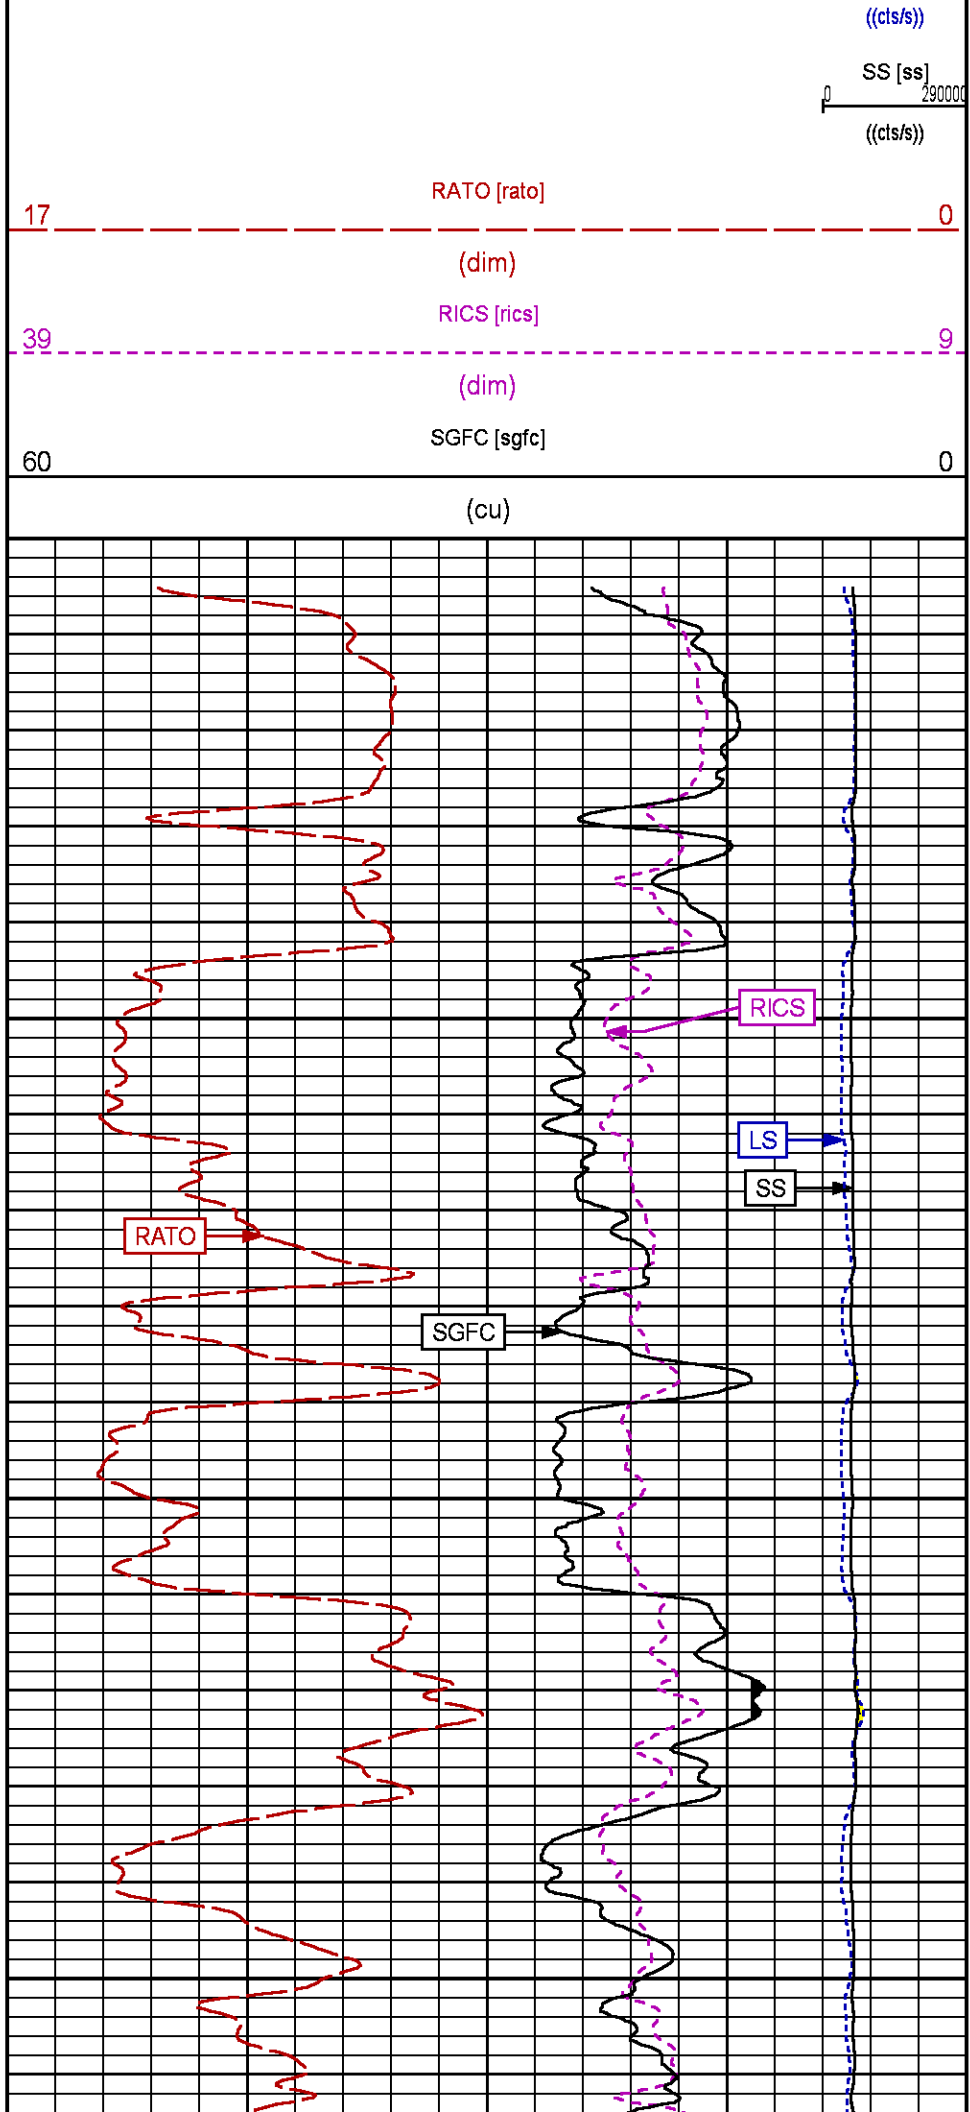 ((cts/s))
SS [ss]
0 290000
((cts/s))
RATO [rato]
17 0
(dim)
RICS [rics]
39 9
(dim)
SGFC [sgfc]
60 0
(cu)
RICS
LS
SS
RATO
SGFC